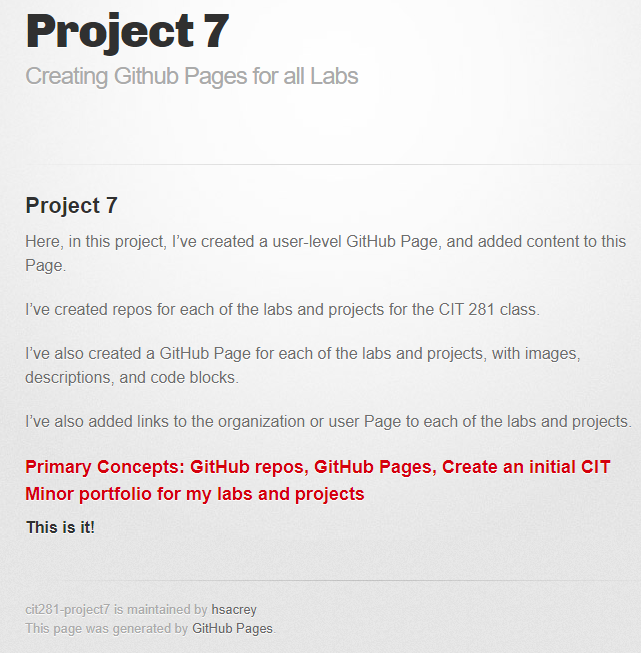 Project 7
Creating Github Pages for all Labs
Project 7
Here, in this project, I’ve created a user-level GitHub Page, and added content to this
Page.
I’ve created repos for each of the labs and projects for the CIT 281 class.
I’ve also created a GitHub Page for each of the labs and projects, with images,
descriptions, and code blocks.
I’ve also added links to the organization or user Page to each of the labs and projects.
Primary Concepts: GitHub repos, GitHub Pages, Create an initial CIT
Minor portfolio for my labs and projects
This is it!
cit281-project7 is maintained by hsacrey
This page was generated by GitHub Pages.